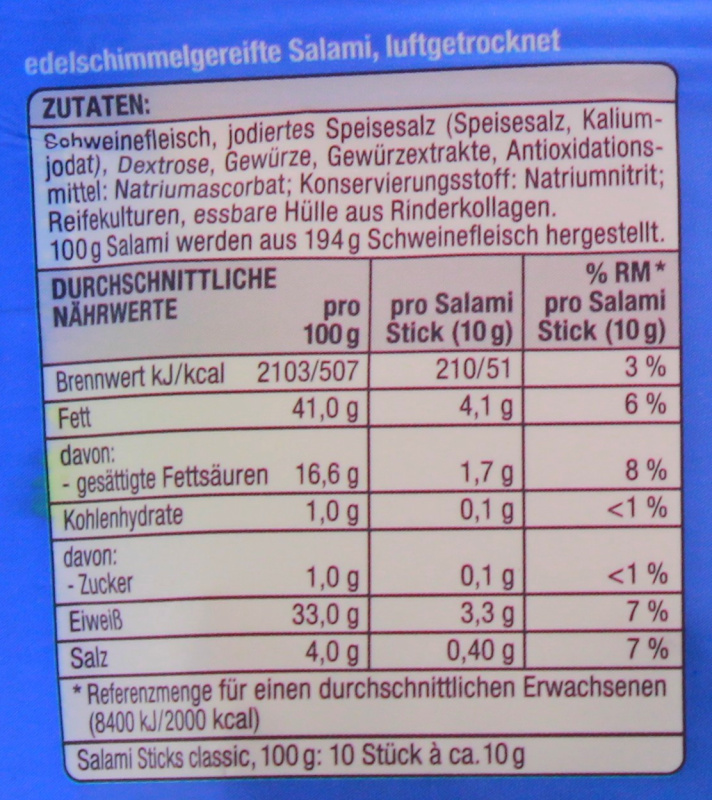 edelschimmelgereifte Salami, luftgetrocknet
ZUTATEN:
Schweinefleisch, jodiertes Speisesalz (Speisesalz, Kalium-
jodat), Dextrose, Gewürze, Gewürzextrakte, Antioxidations-
mittel: Natriumascorbat; Konservierungsstoff: Natriumnitrit;
Reifekulturen, essbare Hülle aus Rinderkollagen.
100 g Salami werden aus 194 g Schweinefleisch hergestellt.
DURCHSCHNITTLICHE % RM*
NÄHRWERTE pro pro Salami pro Salami
100 g Stick (10 g) Stick (10 g)
Brennwert kJ/kcal 2103/507 210/51 3 %
Fett 41,0 g 4,1 g 6 %
davon:
- gesättigte Fettsäuren 16,6 g 1,7 g 8 %
Kohlenhydrate 1,0 g 0,1 g <1 %
davon:
- Zucker 1,0 g 0,1 g <1 %
Eiweiß 33,0 g 3,3 g 7 %
Salz 4,0 g 0,40 g 7 %
* Referenzmenge für einen durchschnittlichen Erwachsenen
(8400 kJ/2000 kcal)
Salami Sticks classic, 100 g: 10 Stück à ca. 10 g